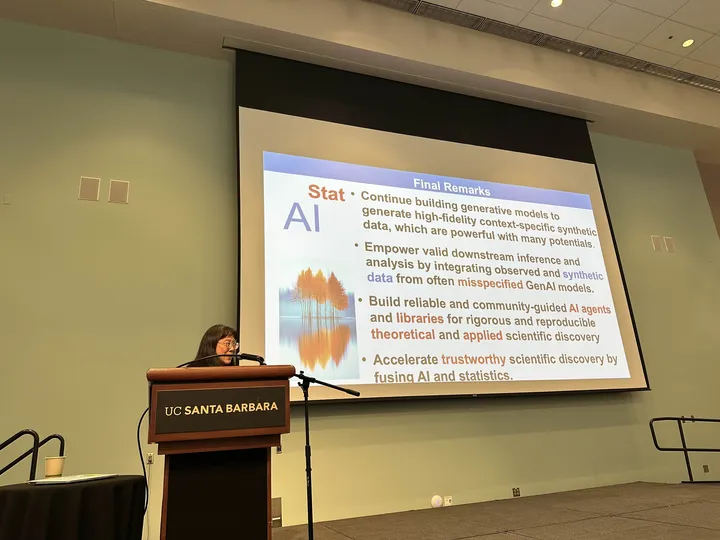 Final Remarks
Stat
AI
• Continue building generative models to
generate high-fidelity context-specific synthetic
data, which are powerful with many potentials.
• Empower valid downstream inference and
analysis by integrating observed and synthetic
data from often misspecified GenAI models.
• Build reliable and community-guided AI agents
and libraries for rigorous and reproducible
theoretical and applied scientific discovery
• Accelerate trustworthy scientific discovery by
fusing AI and statistics.
UC SANTA BARBARA